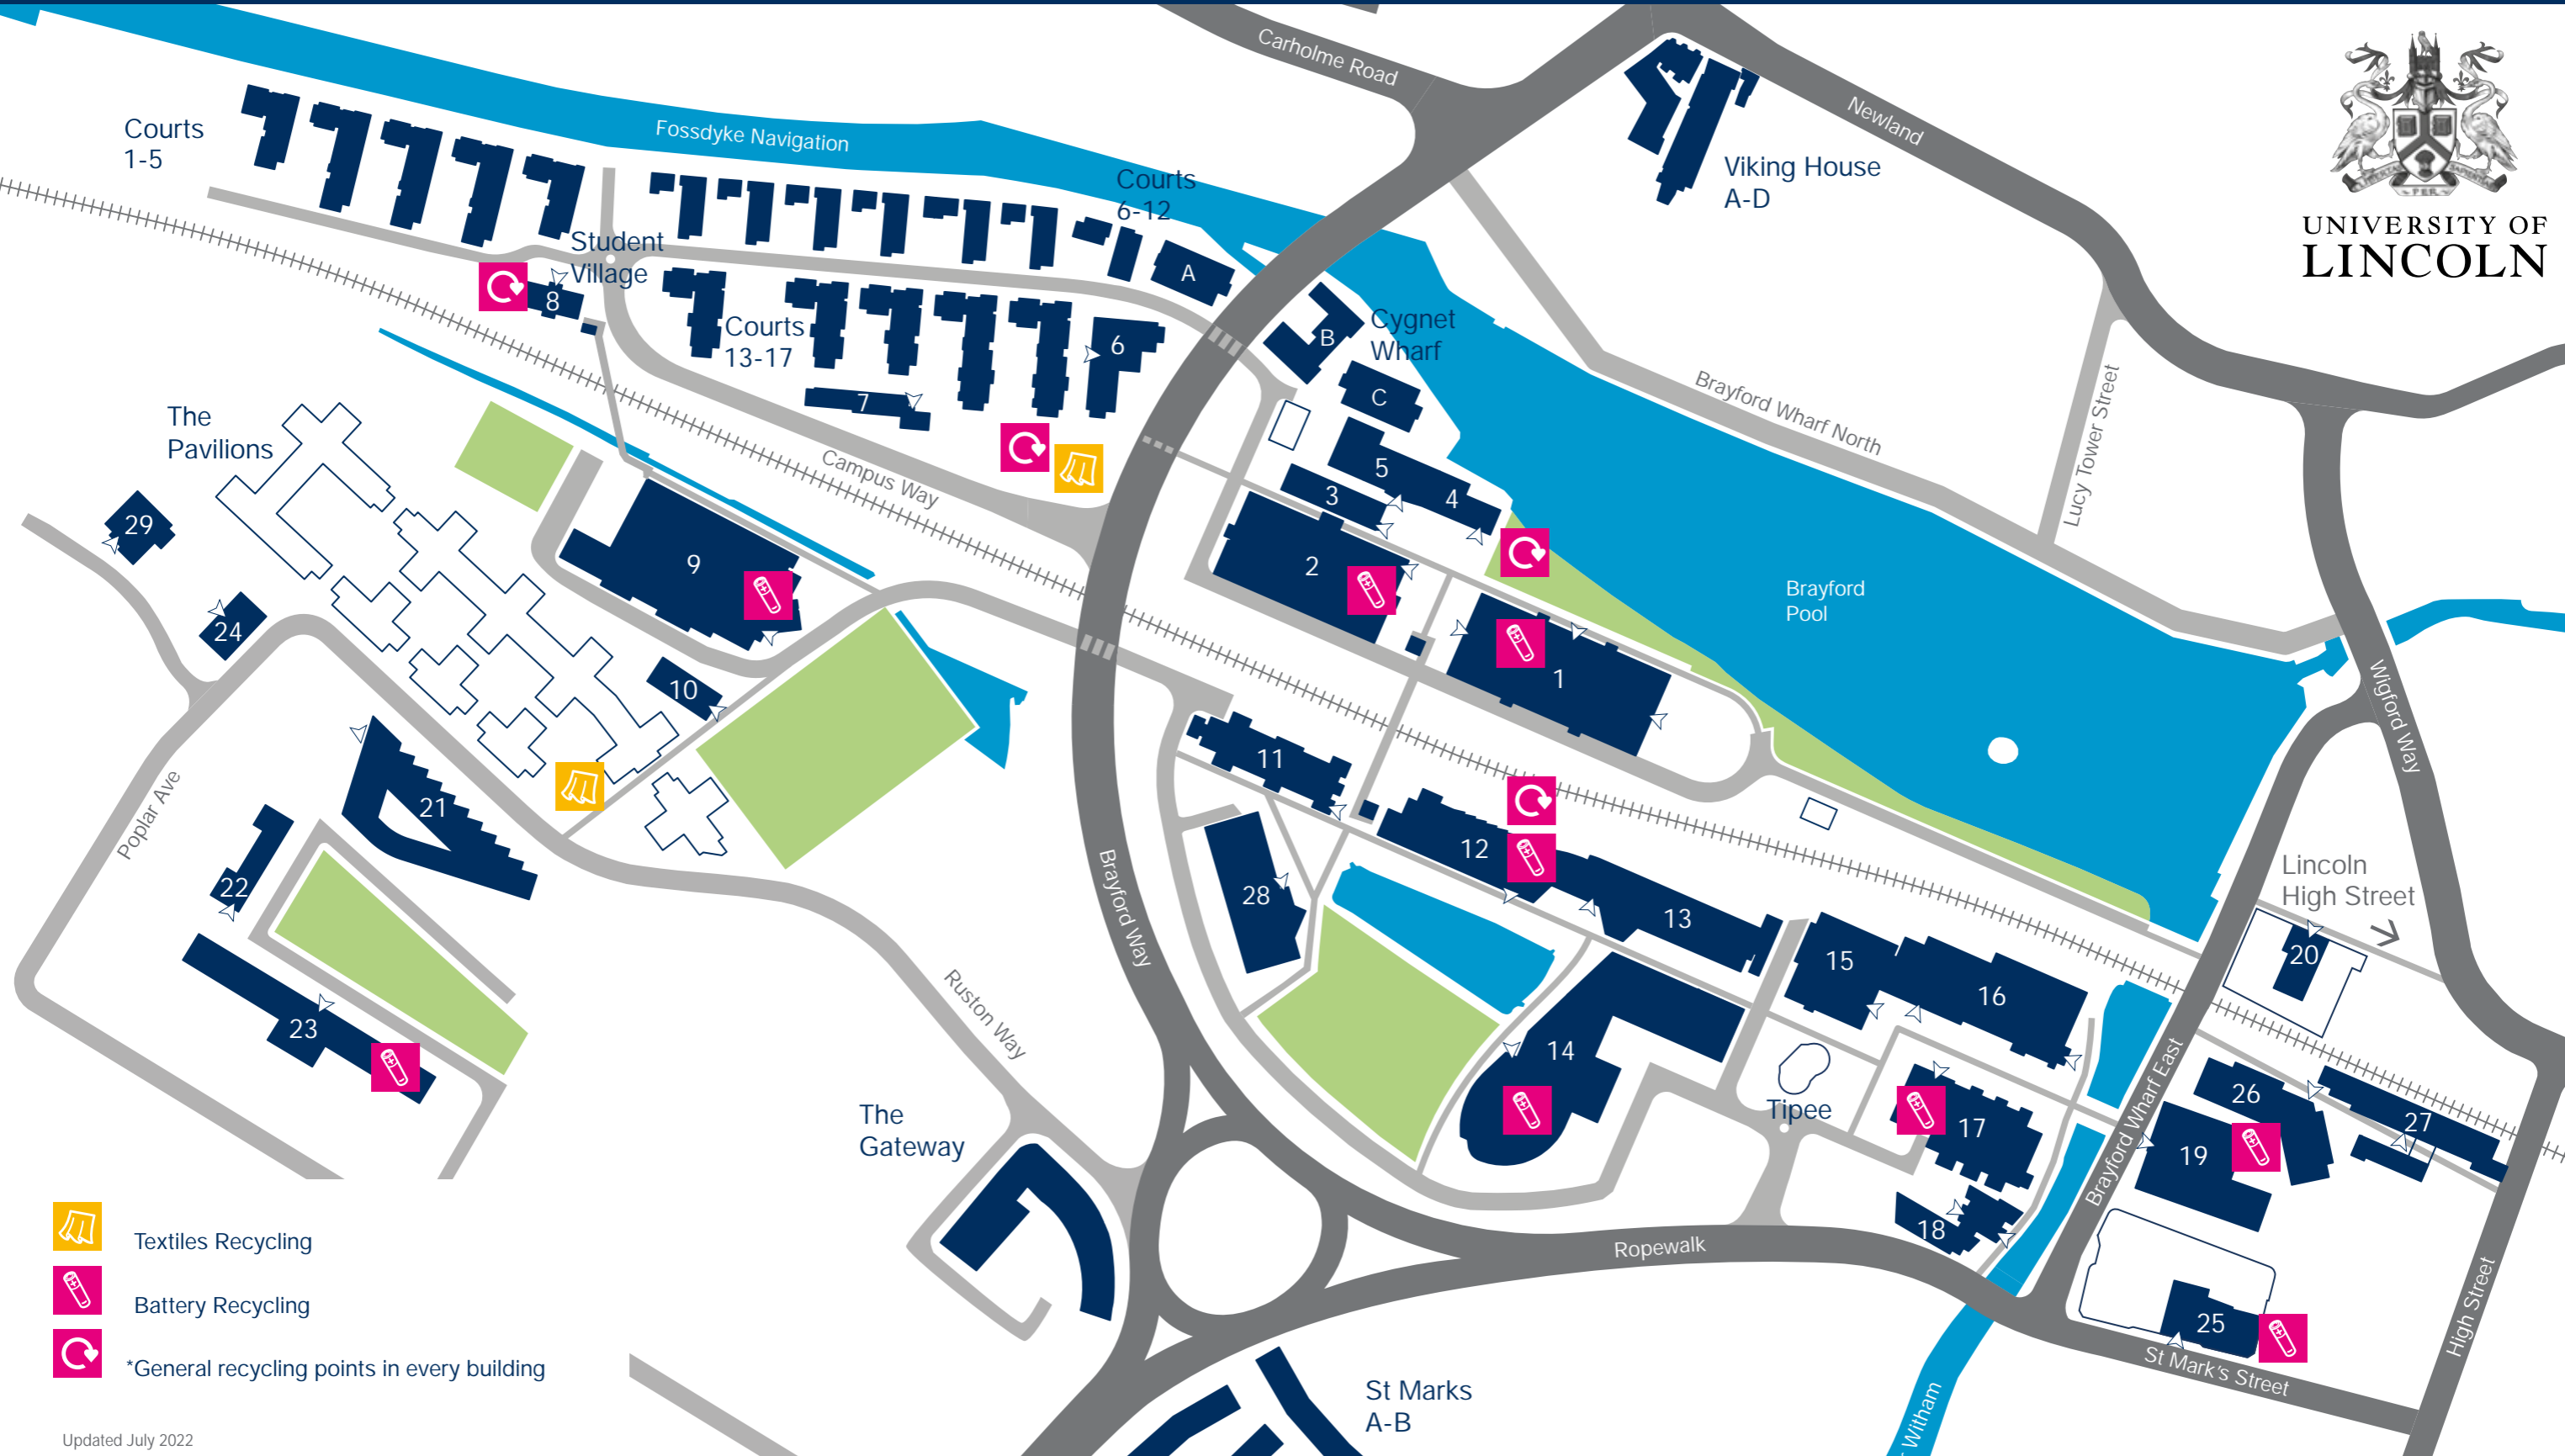 Carholme Road
Newland
UNIVERSITY OF
LINCOLN
Courts
1-5
Fossdyke Navigation
Viking House
A-D
Courts
6-12
Student
Village
A
8
Courts
13-17
B
Cygnet
Wharf
6
C
7
Brayford Wharf North
Lucy Tower Street
The
Pavilions
Campus Way
5
4
3
29
9
2
Brayford
Pool
24
10
1
Wigford Way
11
Poplar Ave
21
12
22
28
13
Brayford Way
Lincoln
High Street
20
15
16
23
Ruston Way
14
Tipee
17
26
27
19
Brayford Wharf East
The
Gateway
18
Ropewalk
25
High Street
St Mark's Street
Witham
St Marks
A-B
Textiles Recycling
Battery Recycling
*General recycling points in every building
Updated July 2022